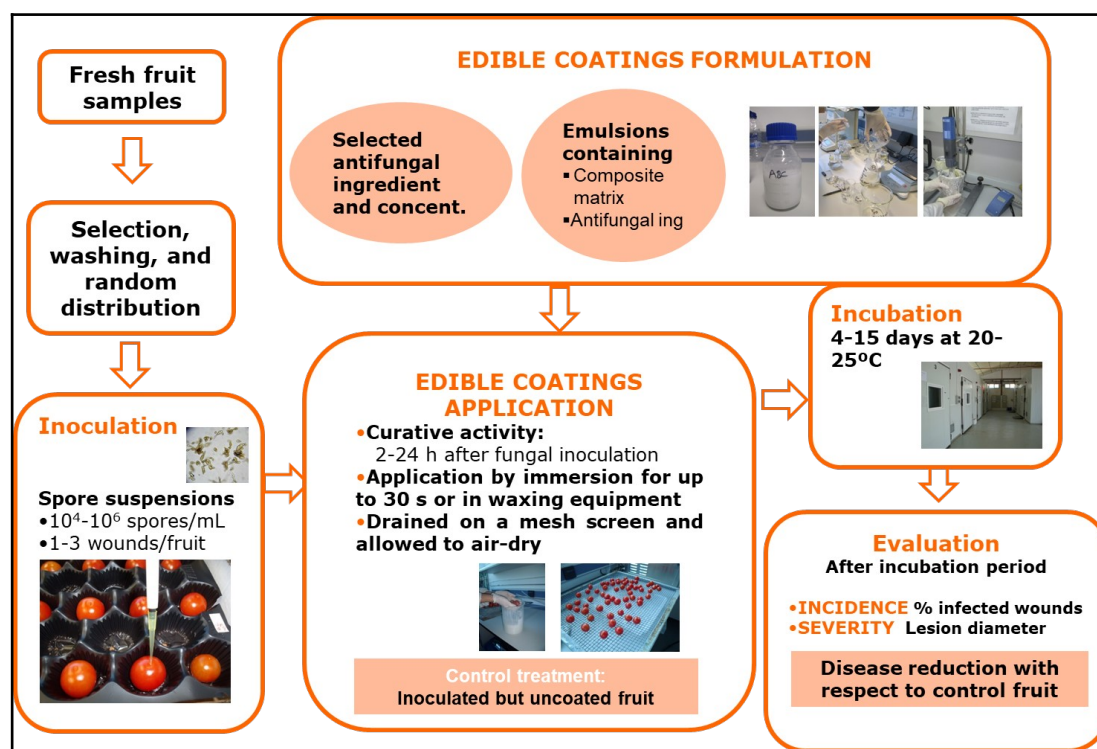 Fresh fruit
samples
Selection,
washing, and
random
distribution
Inoculation
Spore suspensions
•10⁴-10⁶ spores/mL
•1-3 wounds/fruit
EDIBLE COATINGS FORMULATION
Selected
antifungal
ingredient
and concent.
Emulsions
containing
▪ Composite
matrix
▪Antifungal ing
ABC
EDIBLE COATINGS
APPLICATION
•Curative activity:
2-24 h after fungal inoculation
•Application by immersion for up
to 30 s or in waxing equipment
•Drained on a mesh screen and
allowed to air-dry
Control treatment:
Inoculated but uncoated fruit
Incubation
4-15 days at 20-
25ºC
Evaluation
After incubation period
•INCIDENCE % infected wounds
•SEVERITY Lesion diameter
Disease reduction with
respect to control fruit